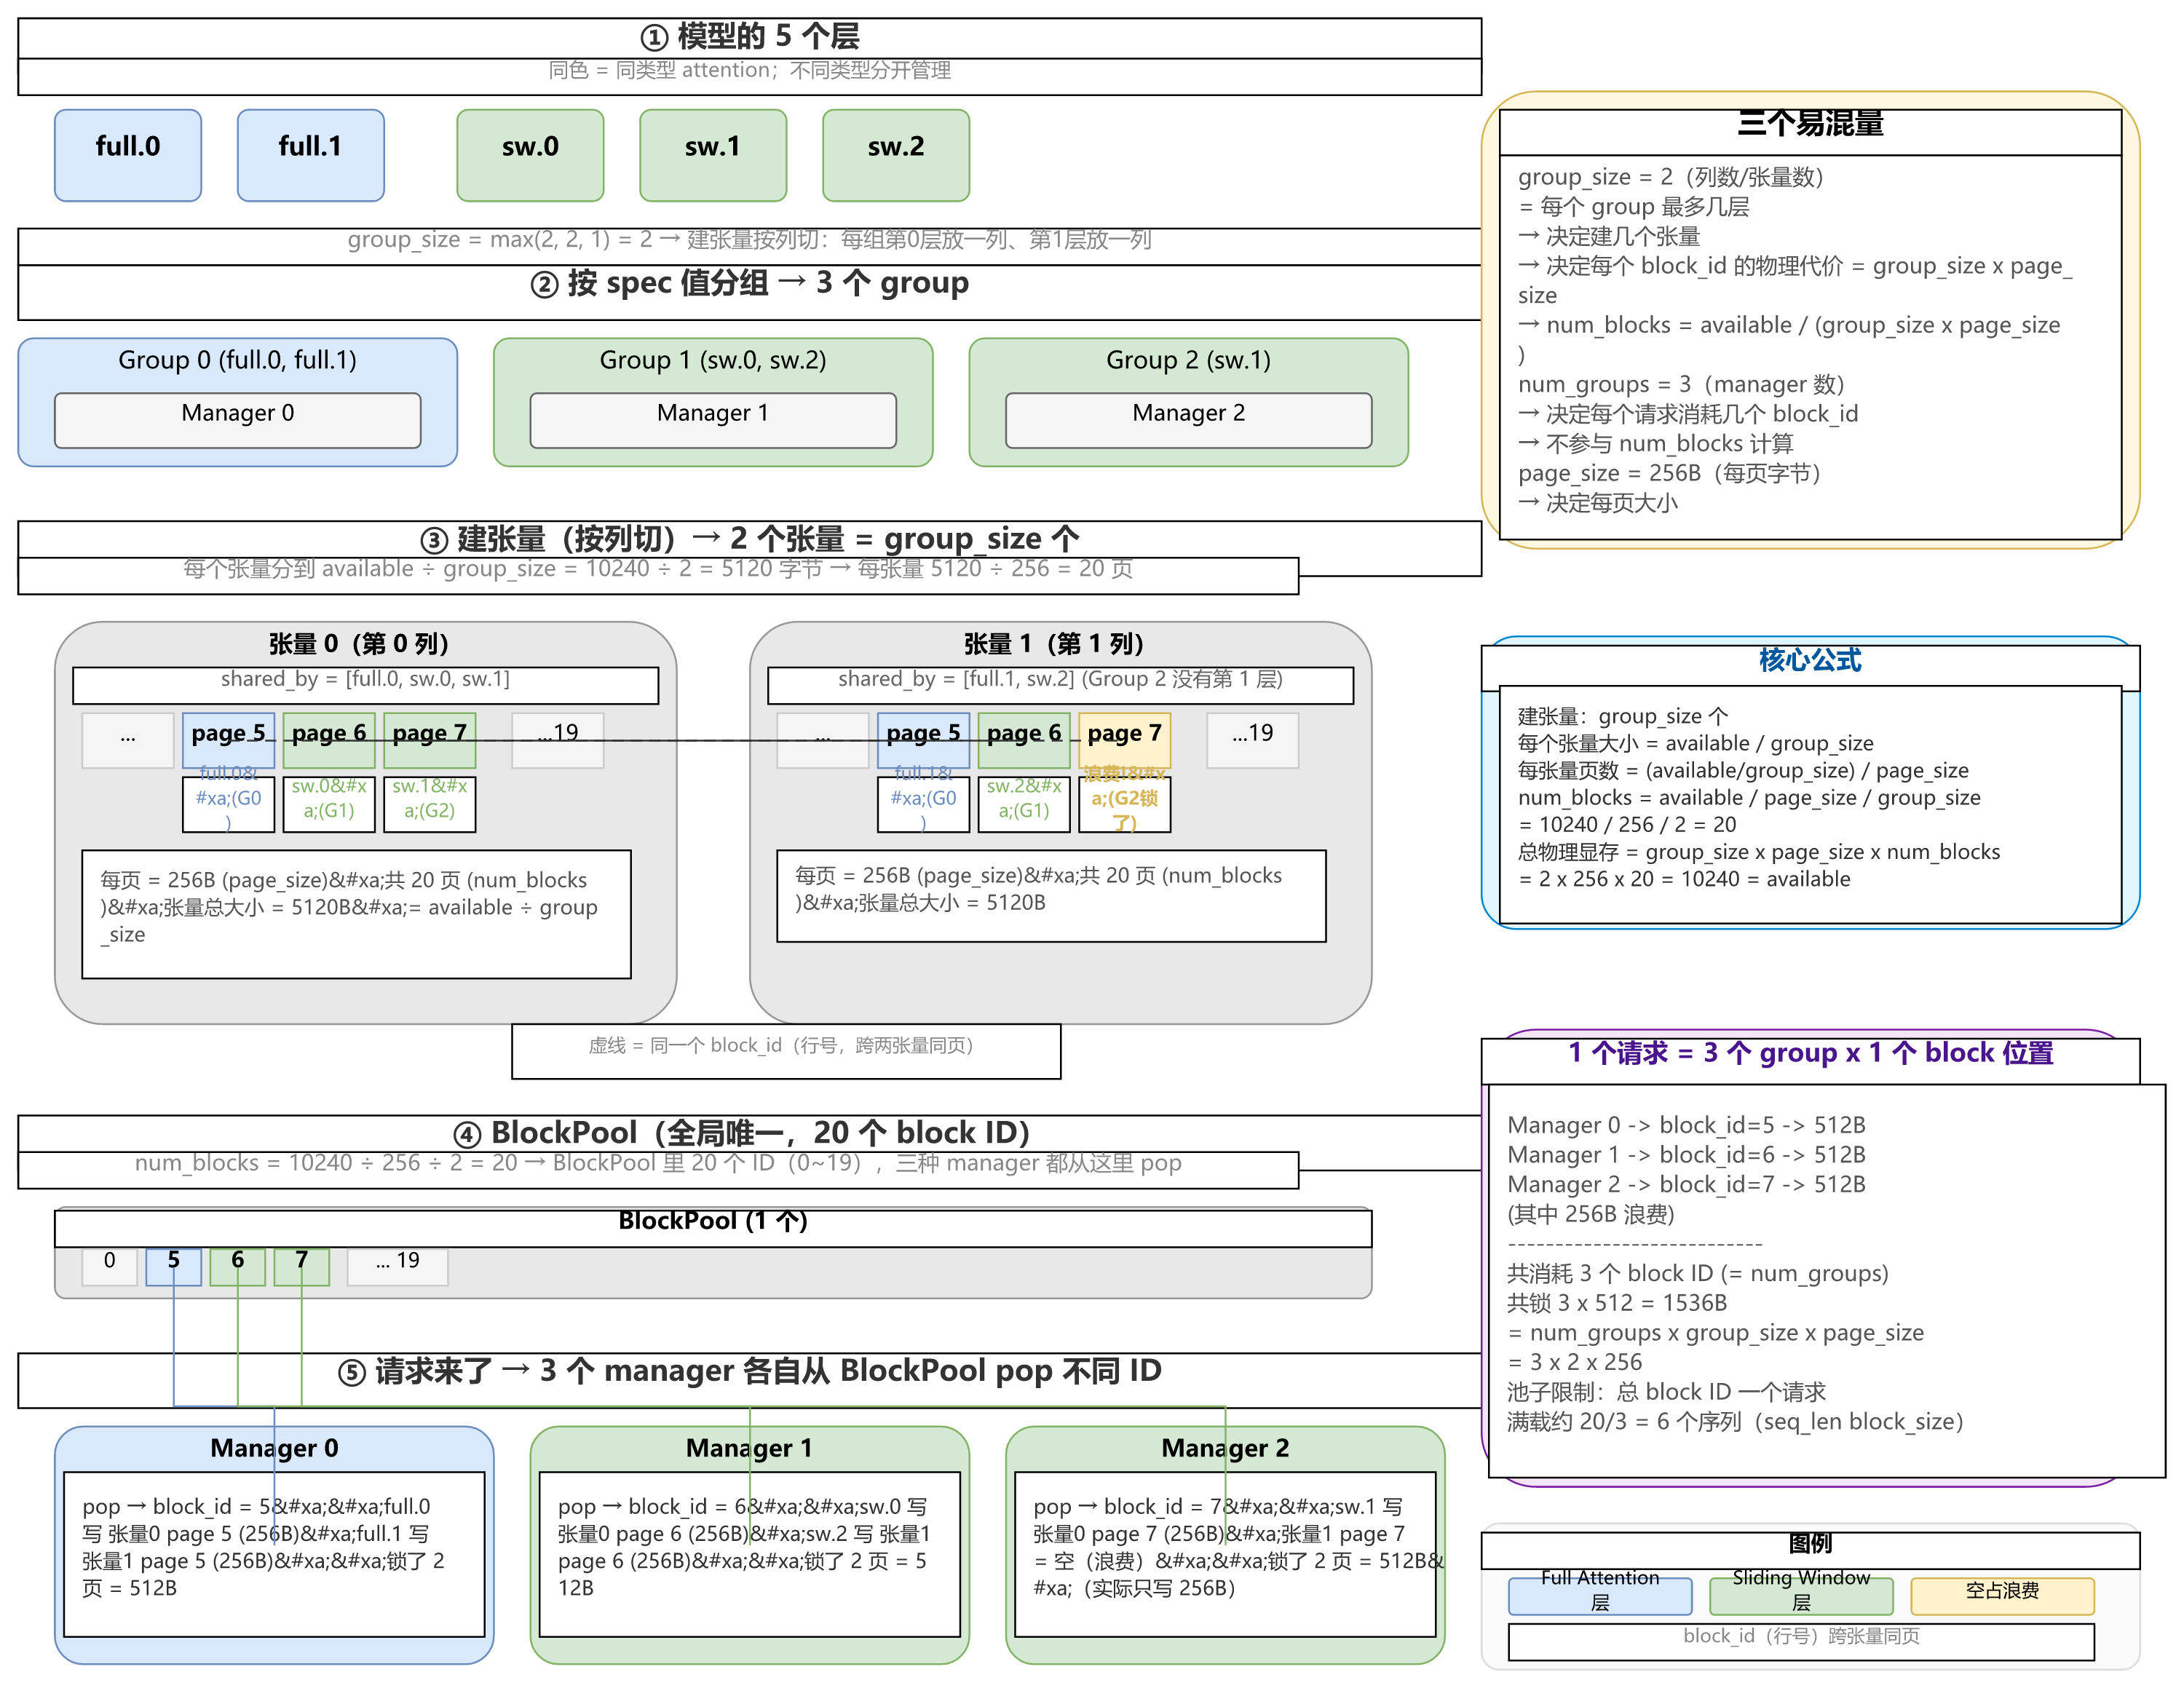 ① 模型的 5 个层
同色 = 同类型 attention；不同类型分开管理
full.0
full.1
sw.0
sw.1
sw.2
group_size = max(2, 2, 1) = 2 → 建张量按列切：每组第0层放一列、第1层放一列
② 按 spec 值分组 → 3 个 group
Group 0 (full.0, full.1)
Manager 0
Group 1 (sw.0, sw.2)
Manager 1
Group 2 (sw.1)
Manager 2
③ 建张量（按列切）→ 2 个张量 = group_size 个
每个张量分到 available ÷ group_size = 10240 ÷ 2 = 5120 字节 → 每张量 5120 ÷ 256 = 20 页
张量 0（第 0 列）
shared_by = [full.0, sw.0, sw.1]
...
page 5
page 6
page 7
...19
full.0&
#xa;(G0
)
sw.0&#x
a;(G1)
sw.1&#x
a;(G2)
每页 = 256B (page_size)&#xa;共 20 页 (num_blocks
)&#xa;张量总大小 = 5120B&#xa;= available ÷ group
_size
张量 1（第 1 列）
shared_by = [full.1, sw.2] (Group 2 没有第 1 层)
...
page 5
page 6
page 7
...19
full.1&
#xa;(G0
)
sw.2&#x
a;(G1)
浪费!&#x
a;(G2锁
了)
每页 = 256B (page_size)&#xa;共 20 页 (num_blocks
)&#xa;张量总大小 = 5120B
虚线 = 同一个 block_id（行号，跨两张量同页）
④ BlockPool（全局唯一，20 个 block ID）
num_blocks = 10240 ÷ 256 ÷ 2 = 20 → BlockPool 里 20 个 ID（0~19），三种 manager 都从这里 pop
BlockPool (1 个)
0
5
6
7
... 19
⑤ 请求来了 → 3 个 manager 各自从 BlockPool pop 不同 ID
Manager 0
pop → block_id = 5&#xa;&#xa;full.0
写 张量0 page 5 (256B)&#xa;full.1 写
张量1 page 5 (256B)&#xa;&#xa;锁了 2
页 = 512B
Manager 1
pop → block_id = 6&#xa;&#xa;sw.0 写
张量0 page 6 (256B)&#xa;sw.2 写 张量1
page 6 (256B)&#xa;&#xa;锁了 2 页 = 5
12B
Manager 2
pop → block_id = 7&#xa;&#xa;sw.1 写
张量0 page 7 (256B)&#xa;张量1 page 7
= 空（浪费）&#xa;&#xa;锁了 2 页 = 512B&
#xa;（实际只写 256B）
三个易混量
group_size = 2（列数/张量数）
= 每个 group 最多几层
→ 决定建几个张量
→ 决定每个 block_id 的物理代价 = group_size x page_
size
→ num_blocks = available / (group_size x page_size
)
num_groups = 3（manager 数）
→ 决定每个请求消耗几个 block_id
→ 不参与 num_blocks 计算
page_size = 256B（每页字节）
→ 决定每页大小
核心公式
建张量：group_size 个
每个张量大小 = available / group_size
每张量页数 = (available/group_size) / page_size
num_blocks = available / page_size / group_size
= 10240 / 256 / 2 = 20
总物理显存 = group_size x page_size x num_blocks
= 2 x 256 x 20 = 10240 = available
1 个请求 = 3 个 group x 1 个 block 位置
Manager 0 -> block_id=5 -> 512B
Manager 1 -> block_id=6 -> 512B
Manager 2 -> block_id=7 -> 512B
(其中 256B 浪费)
---------------------------
共消耗 3 个 block ID (= num_groups)
共锁 3 x 512 = 1536B
= num_groups x group_size x page_size
= 3 x 2 x 256
池子限制：总 block ID 一个请求
满载约 20/3 = 6 个序列（seq_len block_size）
图例
Full Attention
层
Sliding Window
层
空占浪费
block_id（行号）跨张量同页